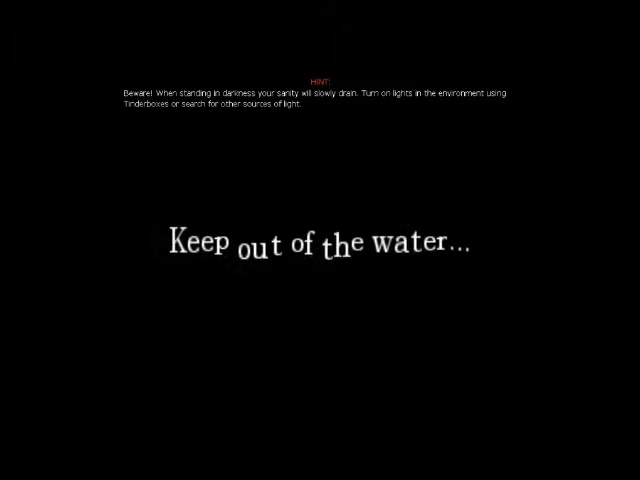 HINT:
Beware! When standing in darkness your sanity will slowly drain. Turn on lights in the environment using
Tinderboxes or search for other sources of light.
Keep out of the water...